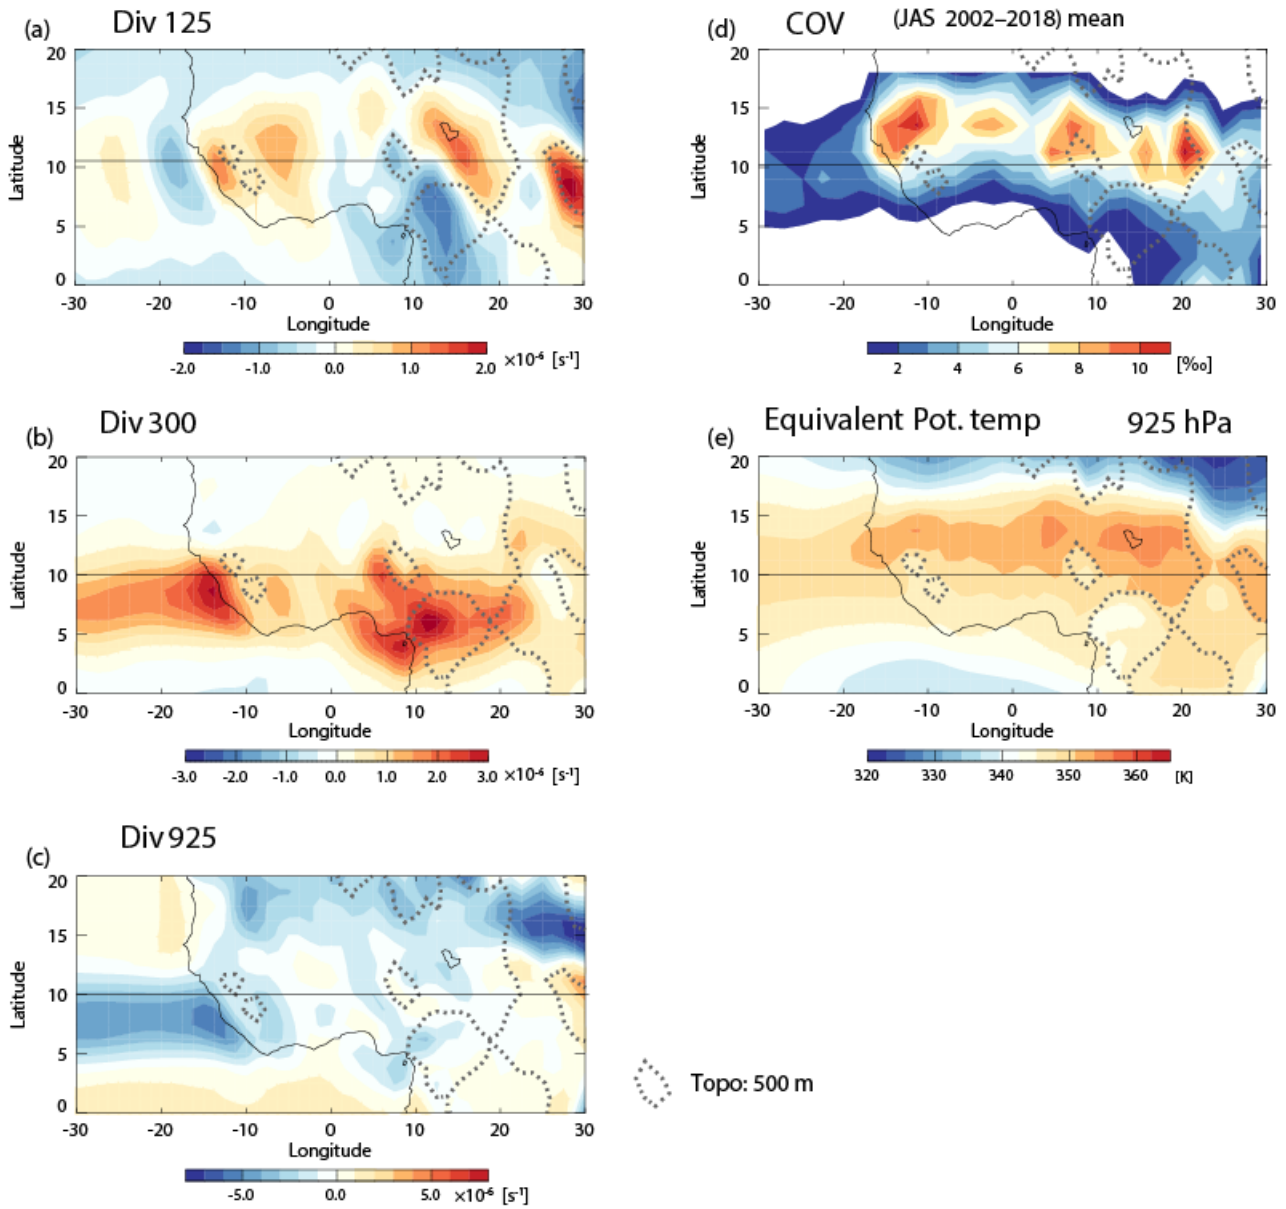 (a) Div 125
20
15
10
5
0
Latitude
-30 -20 -10 0 10 20 30
Longitude
-2.0 -1.0 0.0 1.0 2.0 ×10⁻⁶ [s⁻¹]
(d) COV (JAS 2002–2018) mean
20
15
10
5
0
Latitude
-30 -20 -10 0 10 20 30
Longitude
2 4 6 8 10 [‰]
(b) Div 300
20
15
10
5
0
Latitude
-30 -20 -10 0 10 20 30
Longitude
-3.0 -2.0 -1.0 0.0 1.0 2.0 3.0 ×10⁻⁶ [s⁻¹]
(e) Equivalent Pot. temp 925 hPa
20
15
10
5
0
Latitude
-30 -20 -10 0 10 20 30
Longitude
320 330 340 350 360 [K]
(c) Div 925
20
15
10
5
0
Latitude
-30 -20 -10 0 10 20 30
Longitude
-5.0 0.0 5.0 ×10⁻⁶ [s⁻¹]
Topo: 500 m